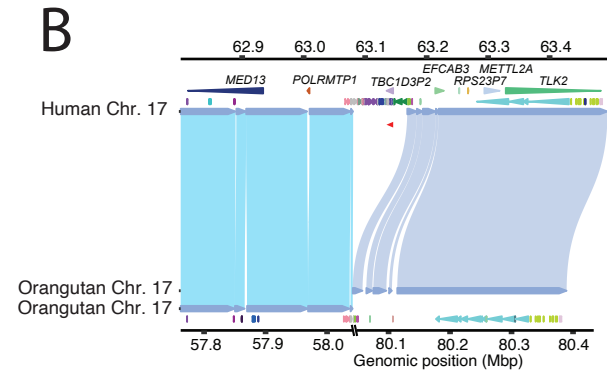 B
62.9 63.0 63.1 63.2 63.3 63.4
EFCAB3 METTL2A
MED13 POLRMTP1 TBC1D3P2 RPS23P7 TLK2
Human Chr. 17
Orangutan Chr. 17
Orangutan Chr. 17
57.8 57.9 58.0 80.1 80.2 80.3 80.4
Genomic position (Mbp)